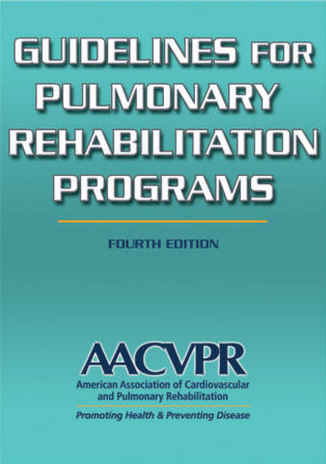 GUIDELINES FOR
PULMONARY
REHABILITATION
PROGRAMS
FOURTH EDITION
AACVPR
American Association of Cardiovascular
and Pulmonary Rehabilitation
Promoting Health & Preventing Disease